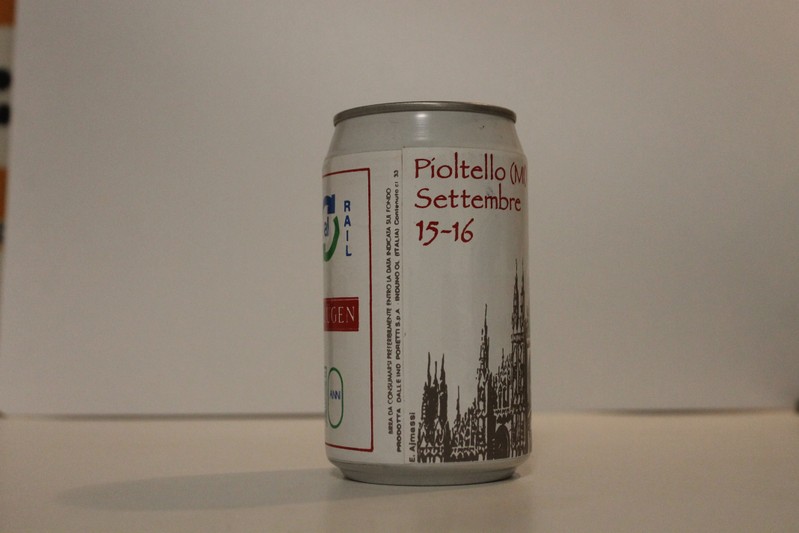 Pioltello (MI
Settembre
15-16
RAIL
UGEN
ANNI
BIRRA DA CONSUMARSI PREFERIBILMENTE ENTRO LA DATA INDICATA SUL FONDO
PRODOTTA DALLE IND. PORETTI S.p.A - INDUNO OL. (ITALIA) Contenuto cl 33
E. Ajmassi